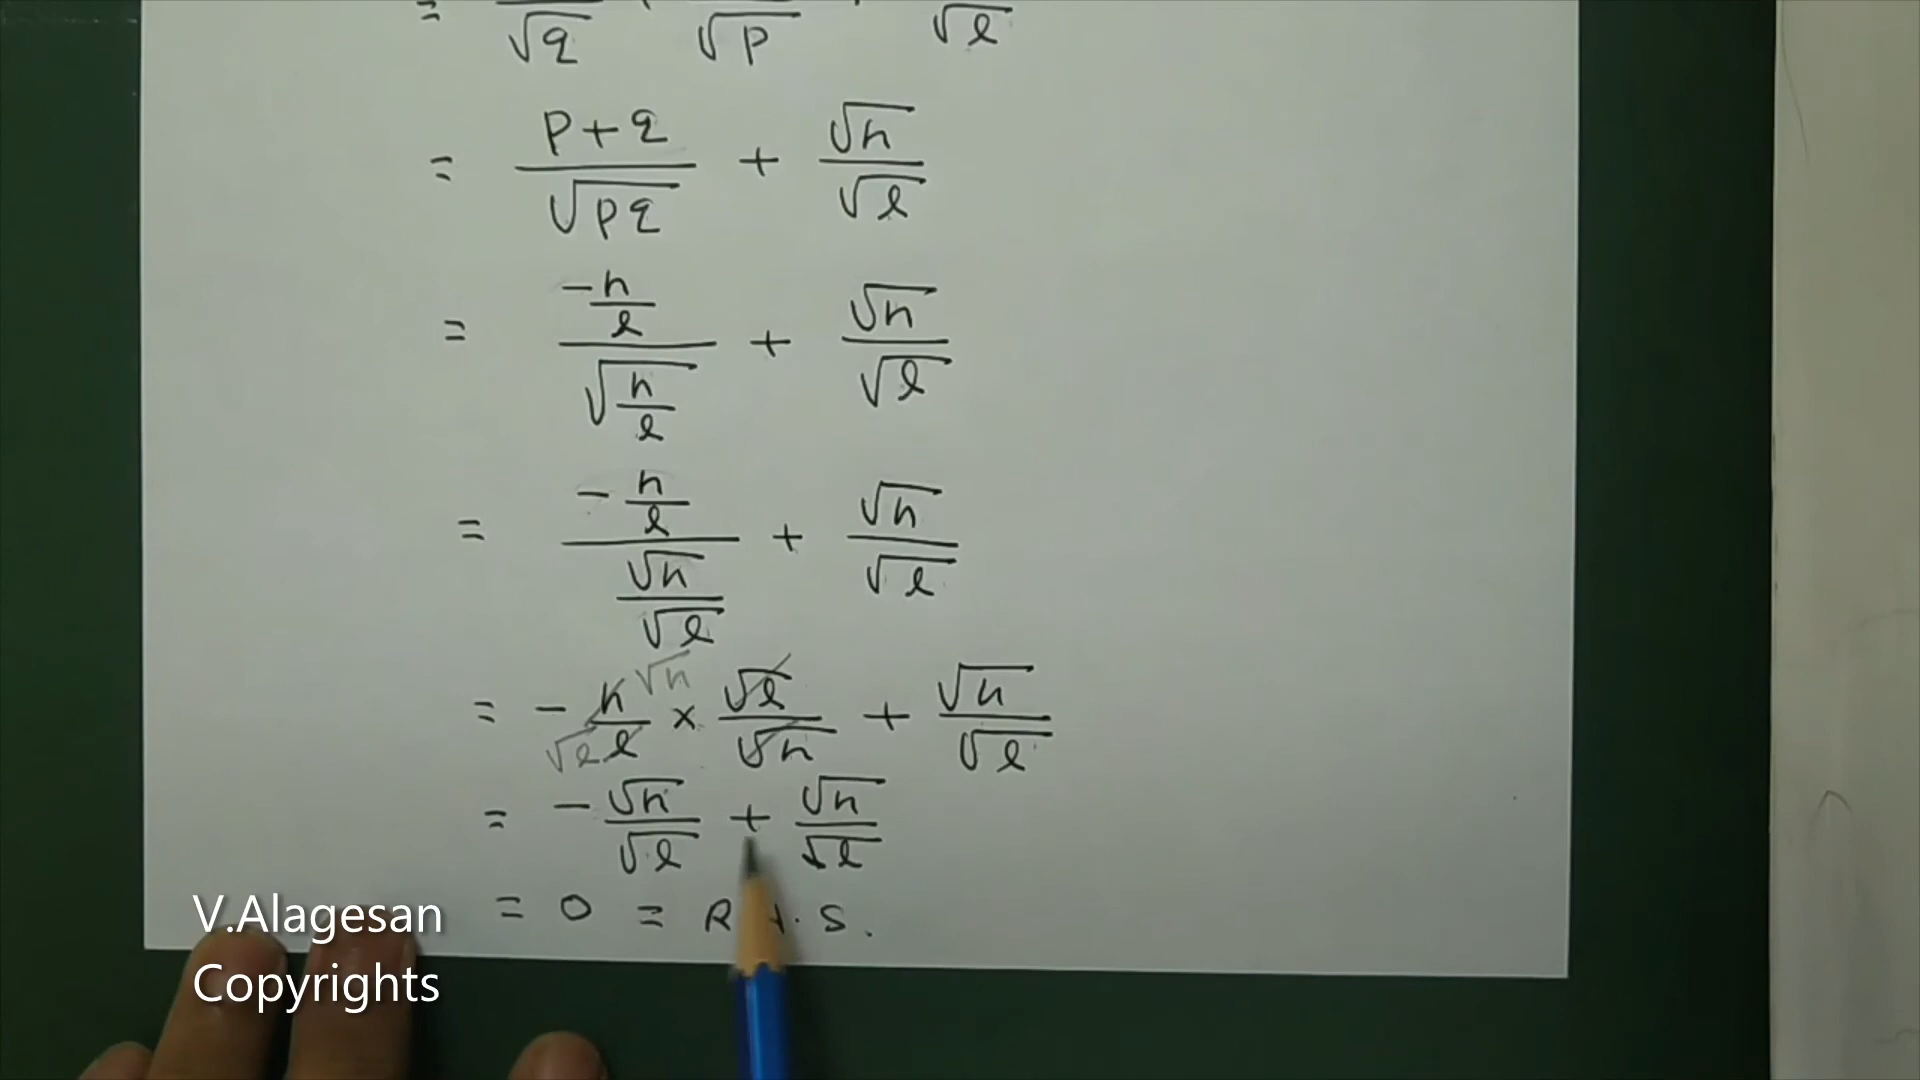 = √q √p √l
= (p+q)/√(pq) + √n/√l
= (-n/l)/√(n/l) + √n/√l
= (-n/l)/(√n/√l) + √n/√l
= - n/l √n √l × √l/√n + √n/√l
= - √n/√l + √n/√l
= 0 = R.H.S.
V.Alagesan
Copyrights